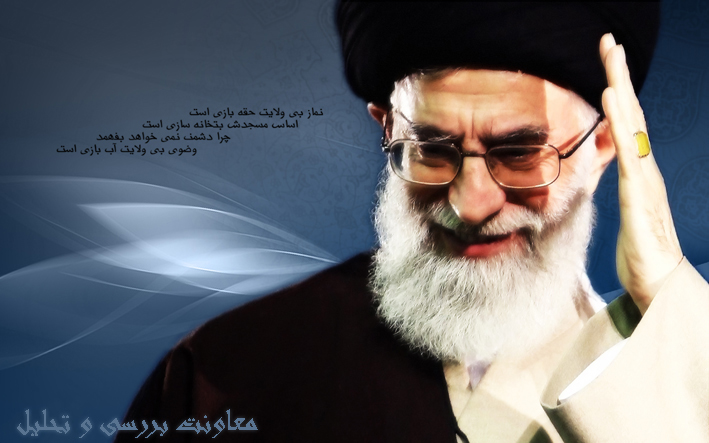 نماز بی ولایت حقه بازی است
اساس مسجدش بتخانه سازی است
چرا دشمن نمی خواهد بفهمد
وضوی بی ولایت آب بازی است
معاونت بررسی و تحلیل